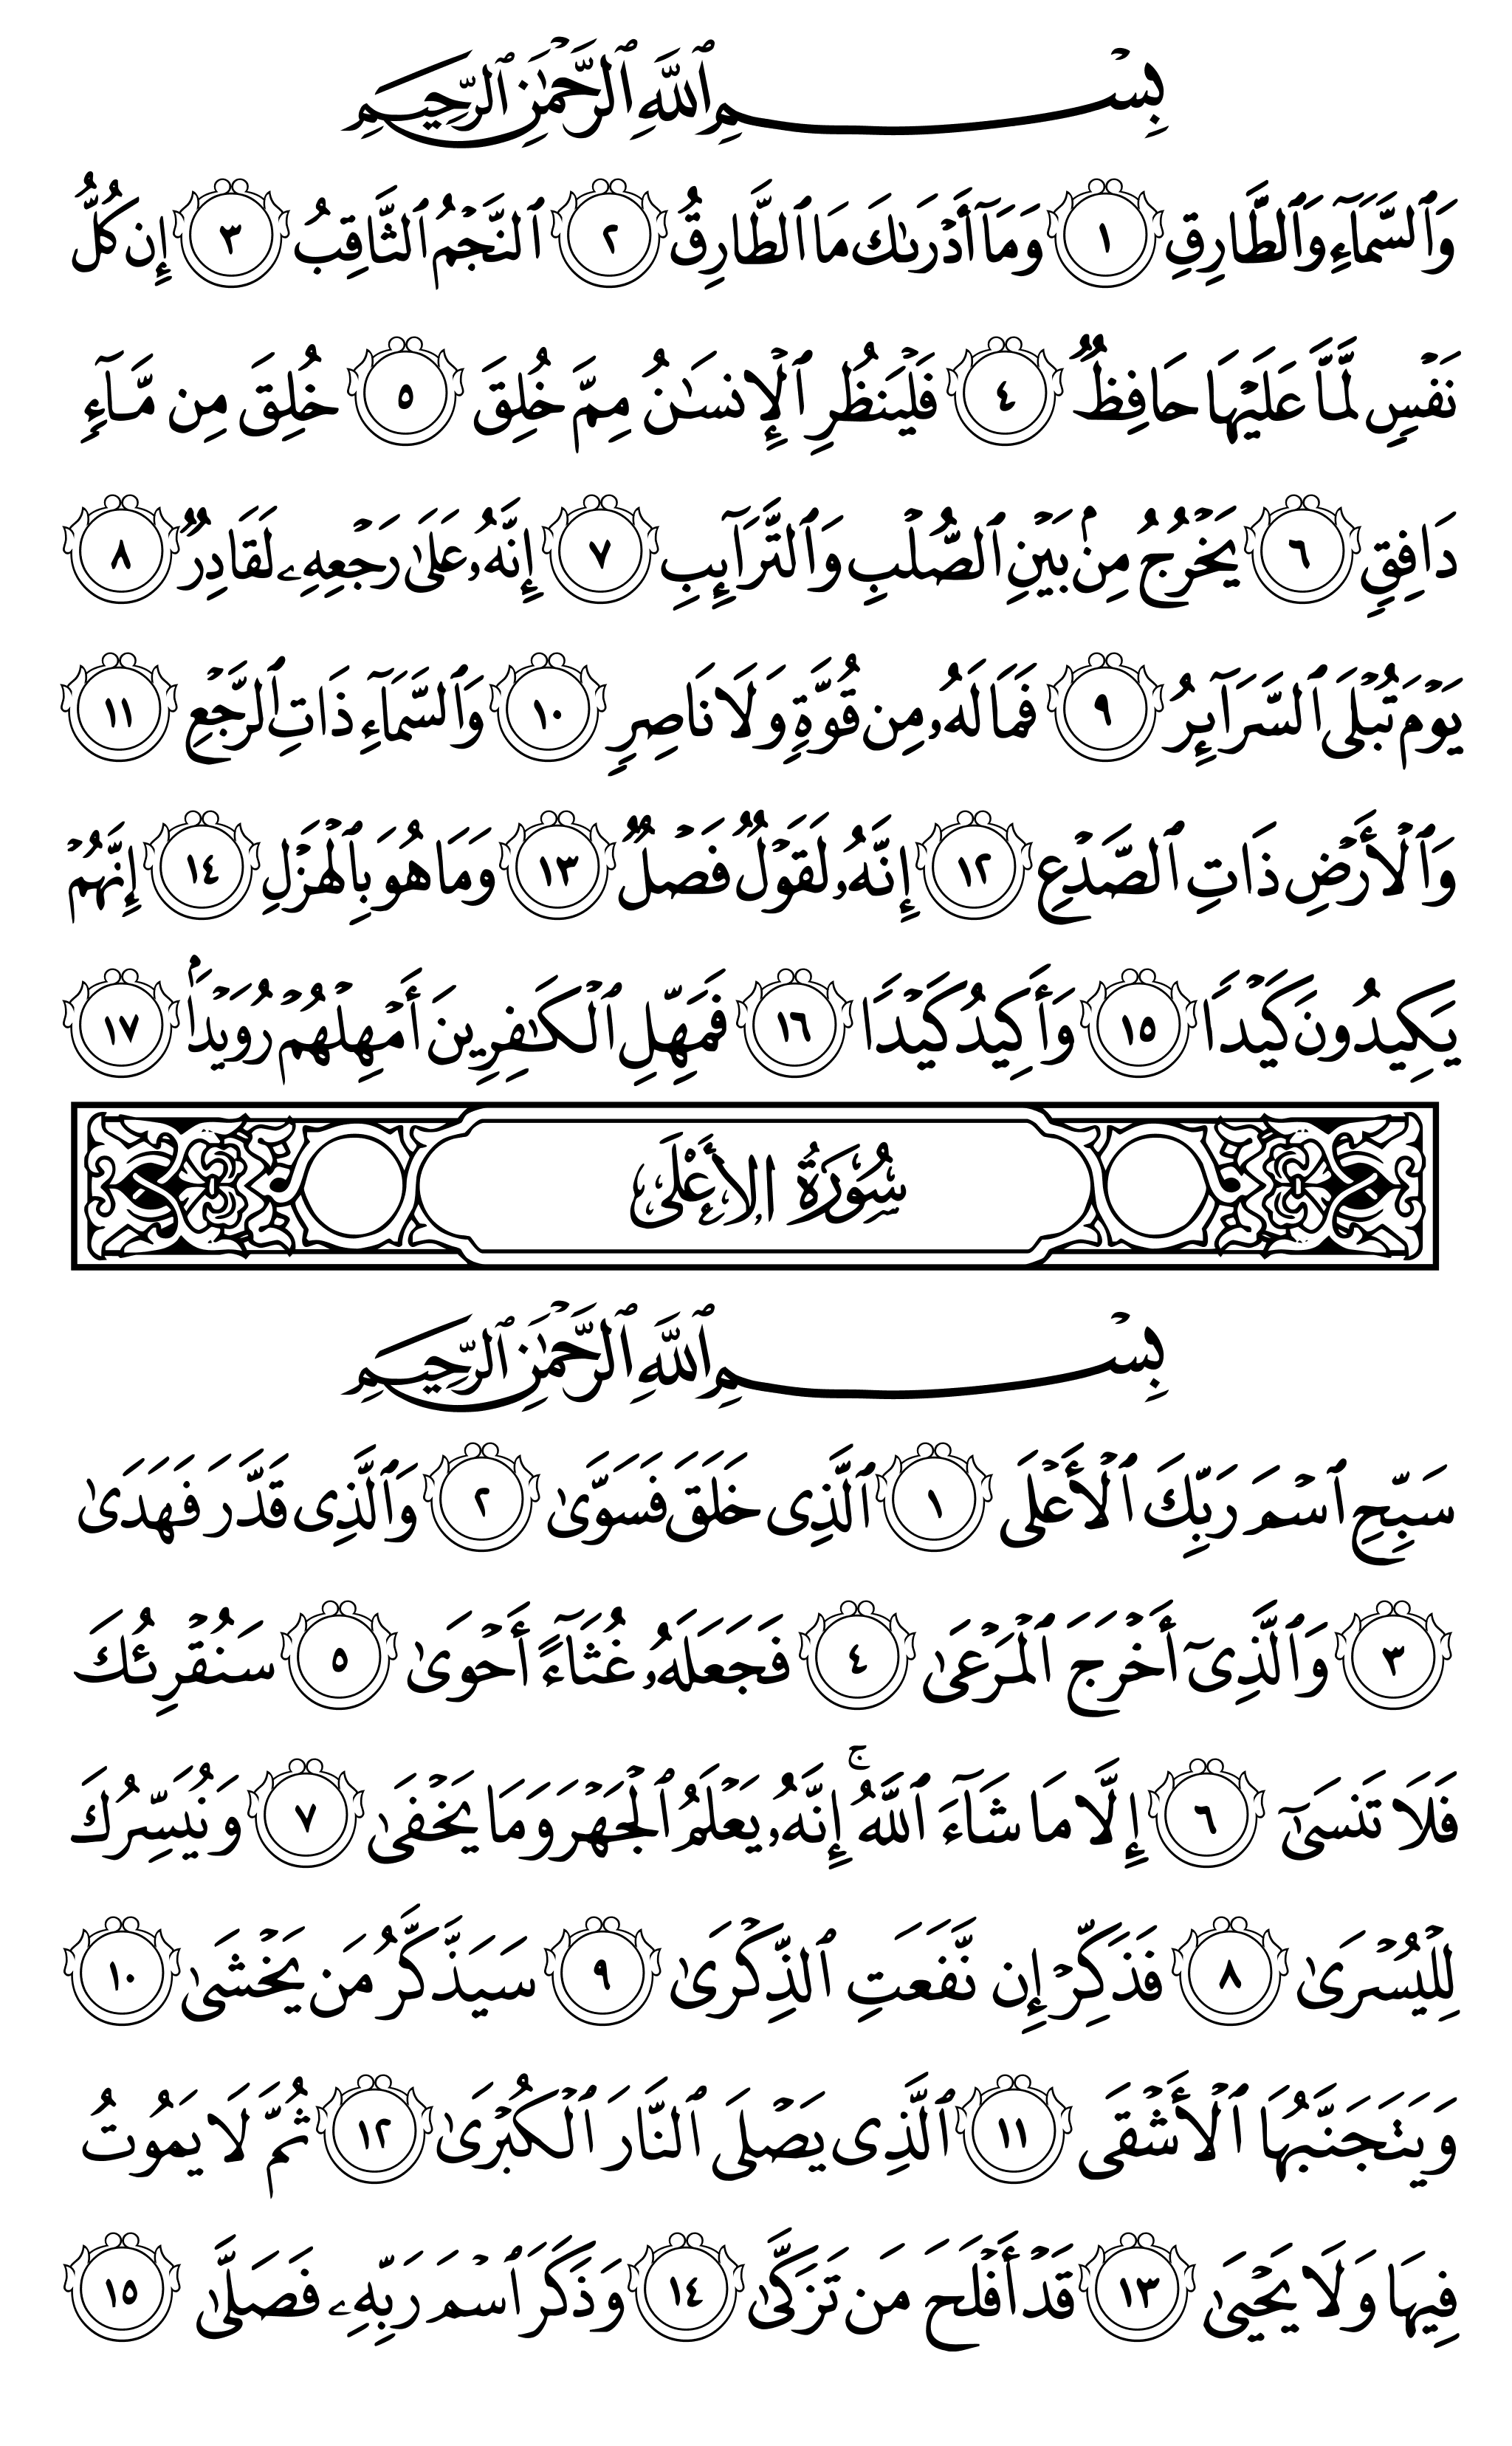 بِسْمِ ٱللَّهِ ٱلرَّحْمَٰنِ ٱلرَّحِيمِ
وَٱلسَّمَآءِ وَٱلطَّارِقِ ١ وَمَآ أَدْرَىٰكَ مَا ٱلطَّارِقُ ٢ ٱلنَّجْمُ ٱلثَّاقِبُ ٣ إِن كُلُّ
نَفْسٍ لَّمَّا عَلَيْهَا حَافِظٌ ٤ فَلْيَنظُرِ ٱلْإِنسَٰنُ مِمَّ خُلِقَ ٥ خُلِقَ مِن مَّآءٍ
دَافِقٍ ٦ يَخْرُجُ مِنۢ بَيْنِ ٱلصُّلْبِ وَٱلتَّرَآئِبِ ٧ إِنَّهُۥ عَلَىٰ رَجْعِهِۦ لَقَادِرٌ ٨
يَوْمَ تُبْلَى ٱلسَّرَآئِرُ ٩ فَمَا لَهُۥ مِن قُوَّةٍ وَلَا نَاصِرٍ ١٠ وَٱلسَّمَآءِ ذَاتِ ٱلرَّجْعِ ١١
وَٱلْأَرْضِ ذَاتِ ٱلصَّدْعِ ١٢ إِنَّهُۥ لَقَوْلٌ فَصْلٌ ١٣ وَمَا هُوَ بِٱلْهَزْلِ ١٤ إِنَّهُمْ
يَكِيدُونَ كَيْدًا ١٥ وَأَكِيدُ كَيْدًا ١٦ فَمَهِّلِ ٱلْكَٰفِرِينَ أَمْهِلْهُمْ رُوَيْدًۢا ١٧
سُورَةُ الأَعْلَى
بِسْمِ ٱللَّهِ ٱلرَّحْمَٰنِ ٱلرَّحِيمِ
سَبِّحِ ٱسْمَ رَبِّكَ ٱلْأَعْلَى ١ ٱلَّذِى خَلَقَ فَسَوَّىٰ ٢ وَٱلَّذِى قَدَّرَ فَهَدَىٰ
٣ وَٱلَّذِىٓ أَخْرَجَ ٱلْمَرْعَىٰ ٤ فَجَعَلَهُۥ غُثَآءً أَحْوَىٰ ٥ سَنُقْرِئُكَ
فَلَا تَنسَىٰٓ ٦ إِلَّا مَا شَآءَ ٱللَّهُ ۚ إِنَّهُۥ يَعْلَمُ ٱلْجَهْرَ وَمَا يَخْفَىٰ ٧ وَنُيَسِّرُكَ
لِلْيُسْرَىٰ ٨ فَذَكِّرْ إِن نَّفَعَتِ ٱلذِّكْرَىٰ ٩ سَيَذَّكَّرُ مَن يَخْشَىٰ ١٠
وَيَتَجَنَّبُهَا ٱلْأَشْقَى ١١ ٱلَّذِى يَصْلَى ٱلنَّارَ ٱلْكُبْرَىٰ ١٢ ثُمَّ لَا يَمُوتُ
فِيهَا وَلَا يَحْيَىٰ ١٣ قَدْ أَفْلَحَ مَن تَزَكَّىٰ ١٤ وَذَكَرَ ٱسْمَ رَبِّهِۦ فَصَلَّىٰ ١٥